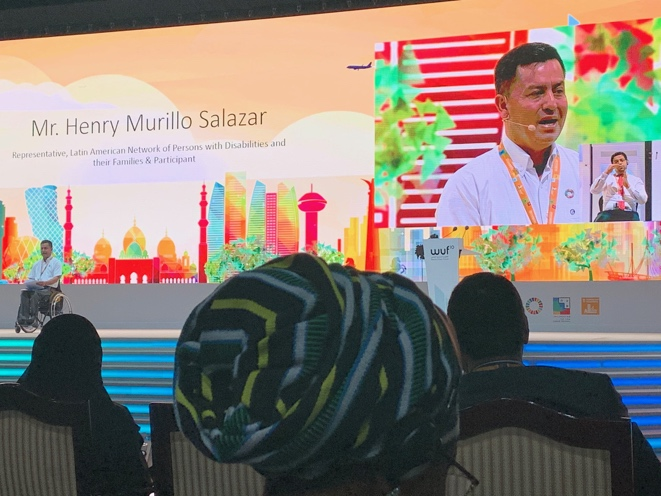 Mr. Henry Murillo Salazar
Representative, Latin American Network of Persons with Disabilities and
their Families & Participant
wuf